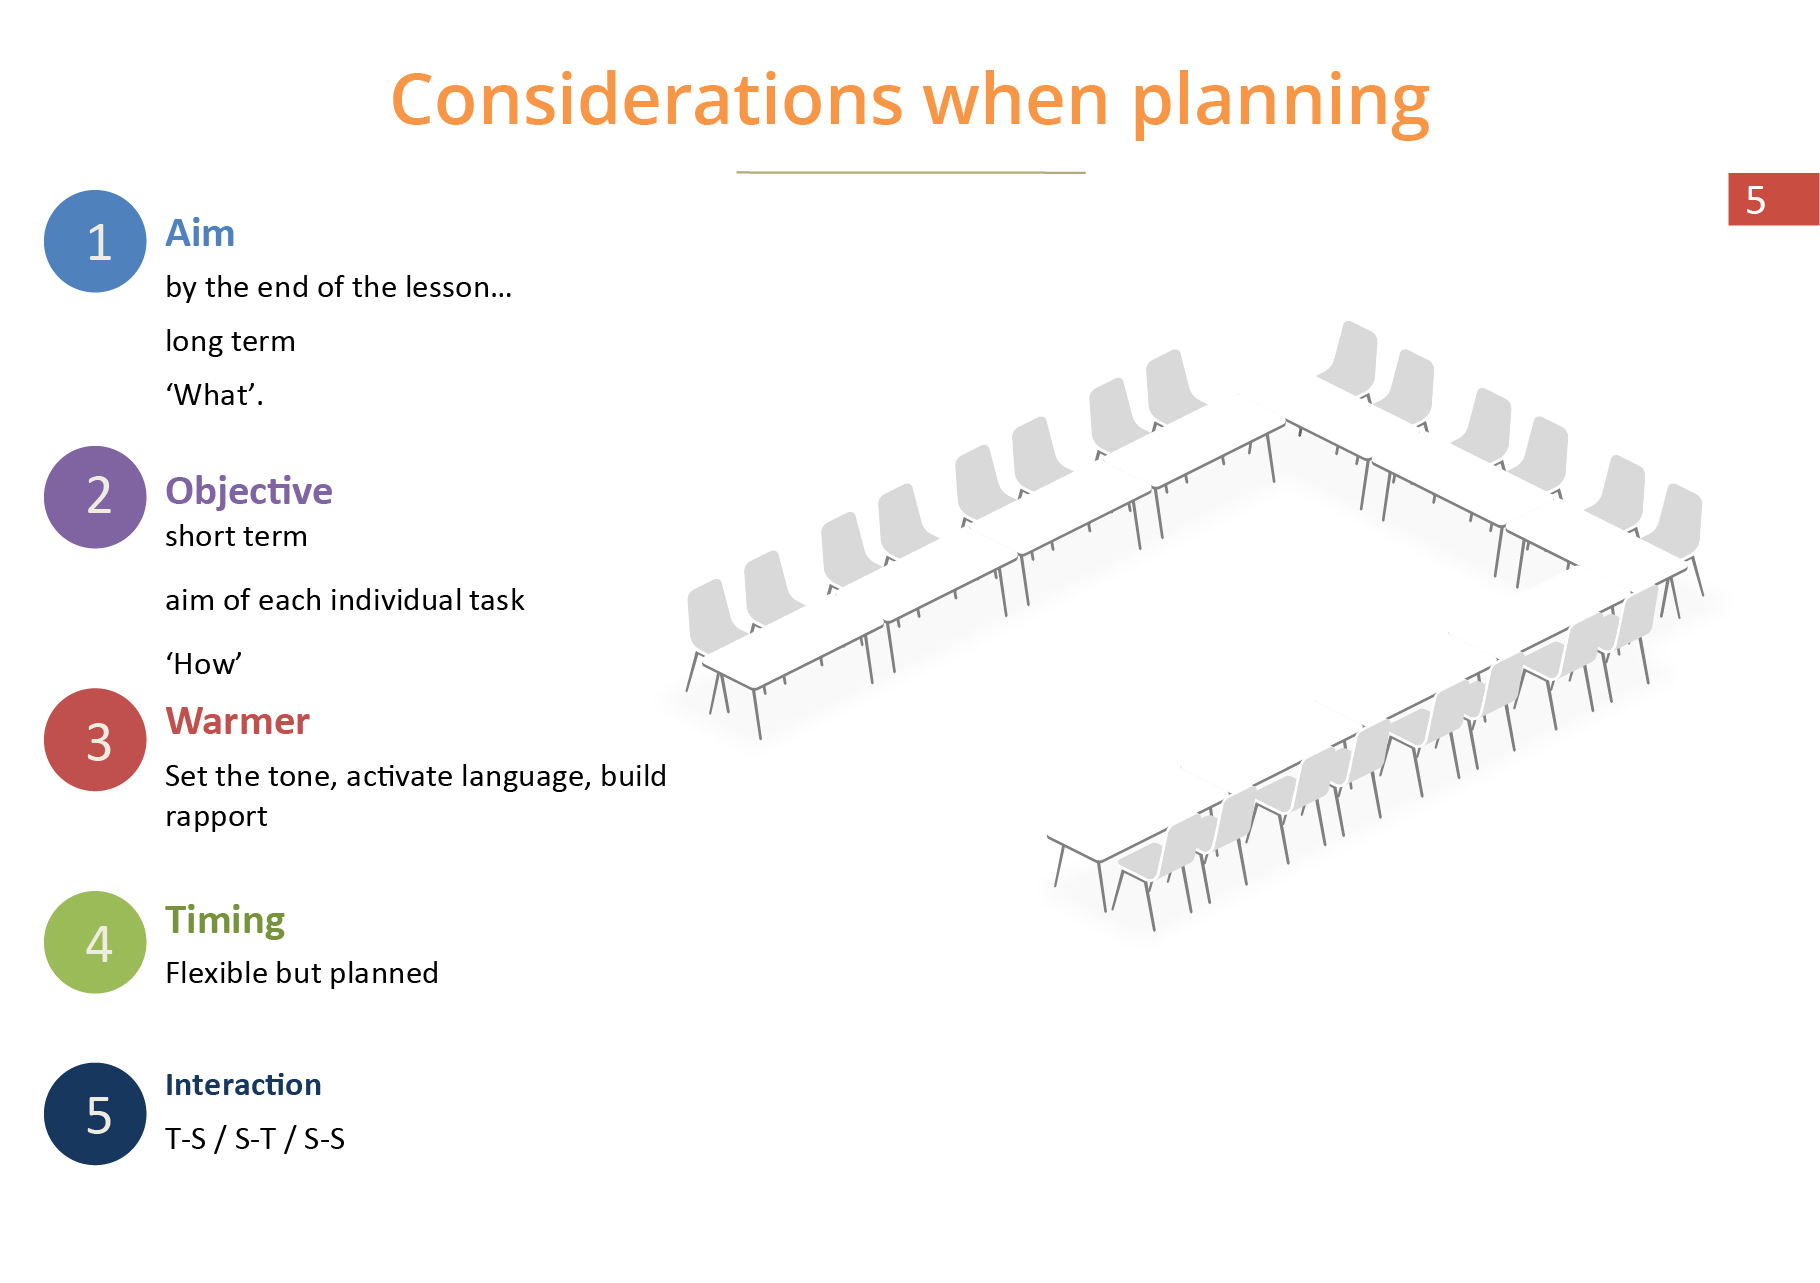 Considerations when planning
5
1
Aim
by the end of the lesson…
long term
‘What’.
2
Objective
short term
aim of each individual task
‘How’
3
Warmer
Set the tone, activate language, build
rapport
4
Timing
Flexible but planned
5
Interaction
T-S / S-T / S-S